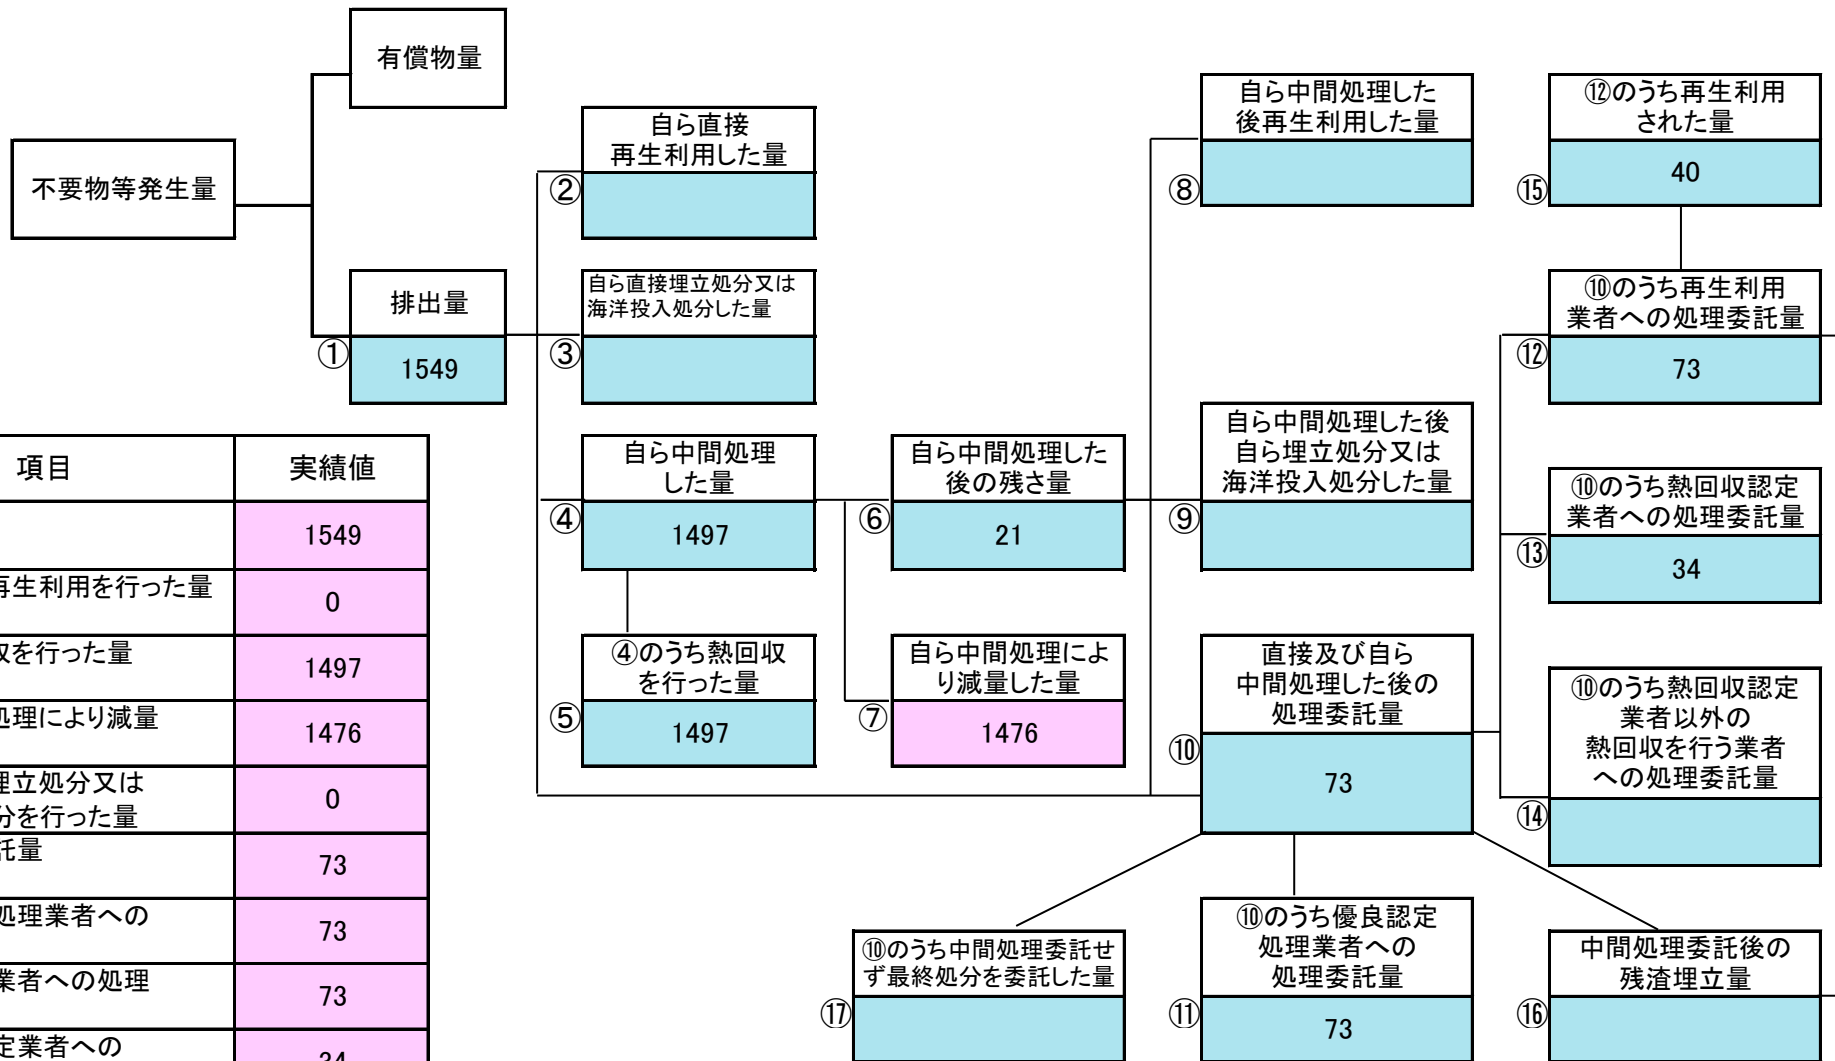 有償物量
不要物等発生量
排出量
①
1549
自ら直接
再生利用した量
②
自ら直接埋立処分又は
海洋投入処分した量
③
自ら中間処理
した量
④
1497
④のうち熱回収
を行った量
⑤
1497
自ら中間処理した
後の残さ量
⑥
21
自ら中間処理によ
り減量した量
⑦
1476
自ら中間処理した
後再生利用した量
⑧
自ら中間処理した後
自ら埋立処分又は
海洋投入処分した量
⑨
直接及び自ら
中間処理した後の
処理委託量
⑩
73
⑫のうち再生利用
された量
⑮
40
⑩のうち再生利用
業者への処理委託量
⑫
73
⑩のうち熱回収認定
業者への処理委託量
⑬
34
⑩のうち熱回収認定
業者以外の
熱回収を行う業者
への処理委託量
⑭
⑩のうち中間処理委託せ
ず最終処分を委託した量
⑰
⑩のうち優良認定
処理業者への
処理委託量
⑪
73
中間処理委託後の
残渣埋立量
⑯
項目
実績値
1549
再生利用を行った量
0
収を行った量
1497
処理により減量
1476
埋立処分又は
分を行った量
0
託量
73
処理業者への
73
業者への処理
73
定業者への
34